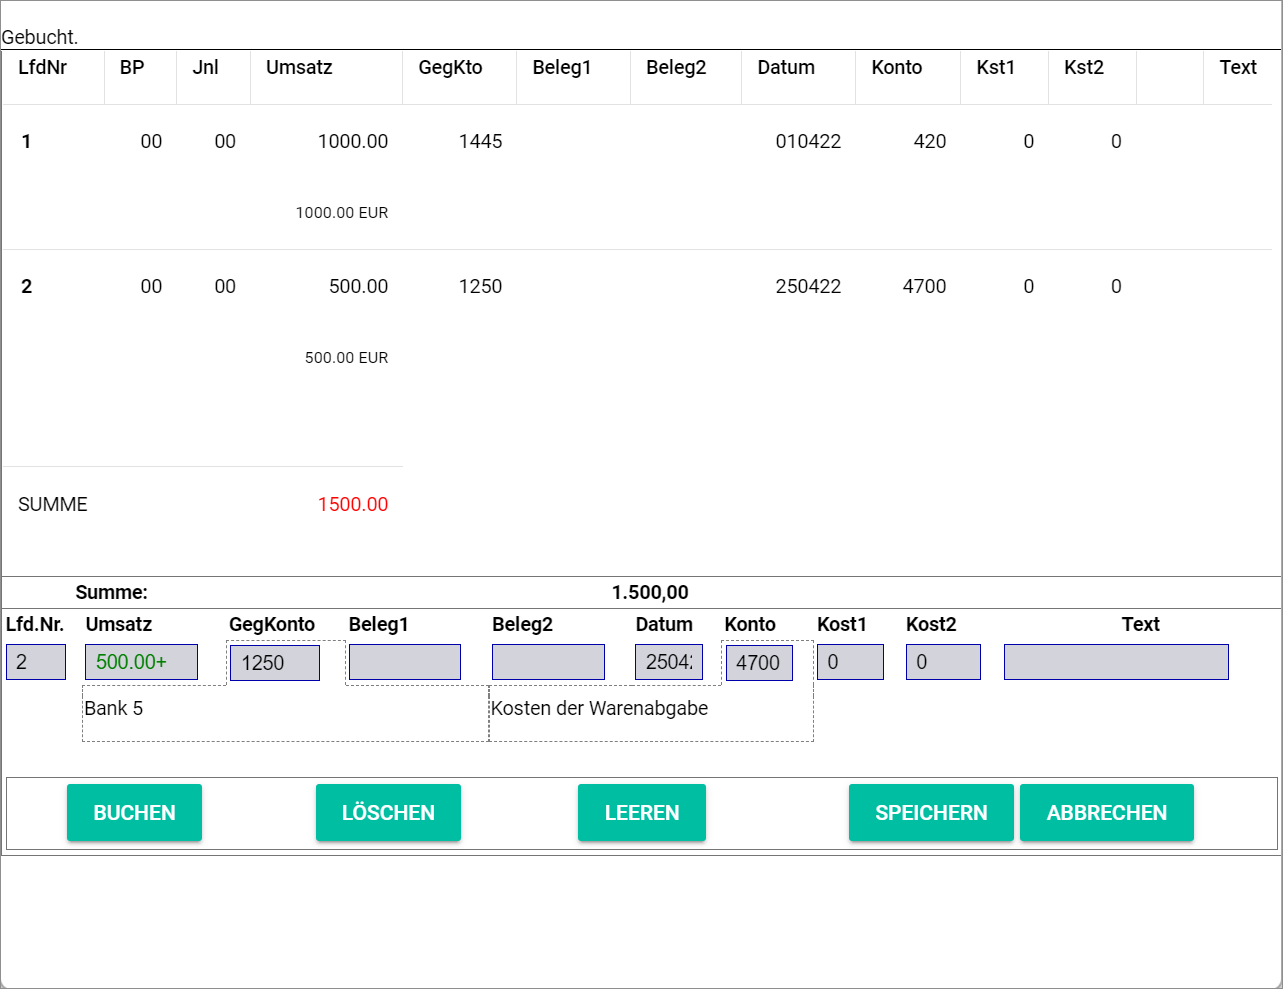 Gebucht.
LfdNr BP Jnl Umsatz GegKto Beleg1 Beleg2 Datum Konto Kst1 Kst2 Text
1 00 00 1000.00 1445 010422 420 0 0
1000.00 EUR
2 00 00 500.00 1250 250422 4700 0 0
500.00 EUR
SUMME 1500.00
Summe: 1.500,00
Lfd.Nr. Umsatz GegKonto Beleg1 Beleg2 Datum Konto Kost1 Kost2 Text
2 500.00+ 1250 2504 4700 0 0
Bank 5 Kosten der Warenabgabe
BUCHEN LÖSCHEN LEEREN SPEICHERN ABBRECHEN